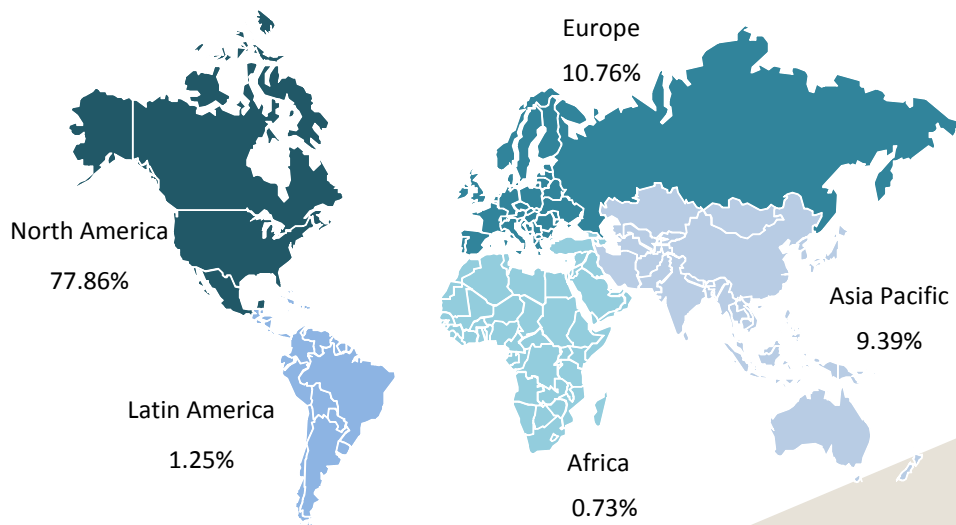 Europe
10.76%
North America
77.86%
Asia Pacific
9.39%
Latin America
1.25%
Africa
0.73%